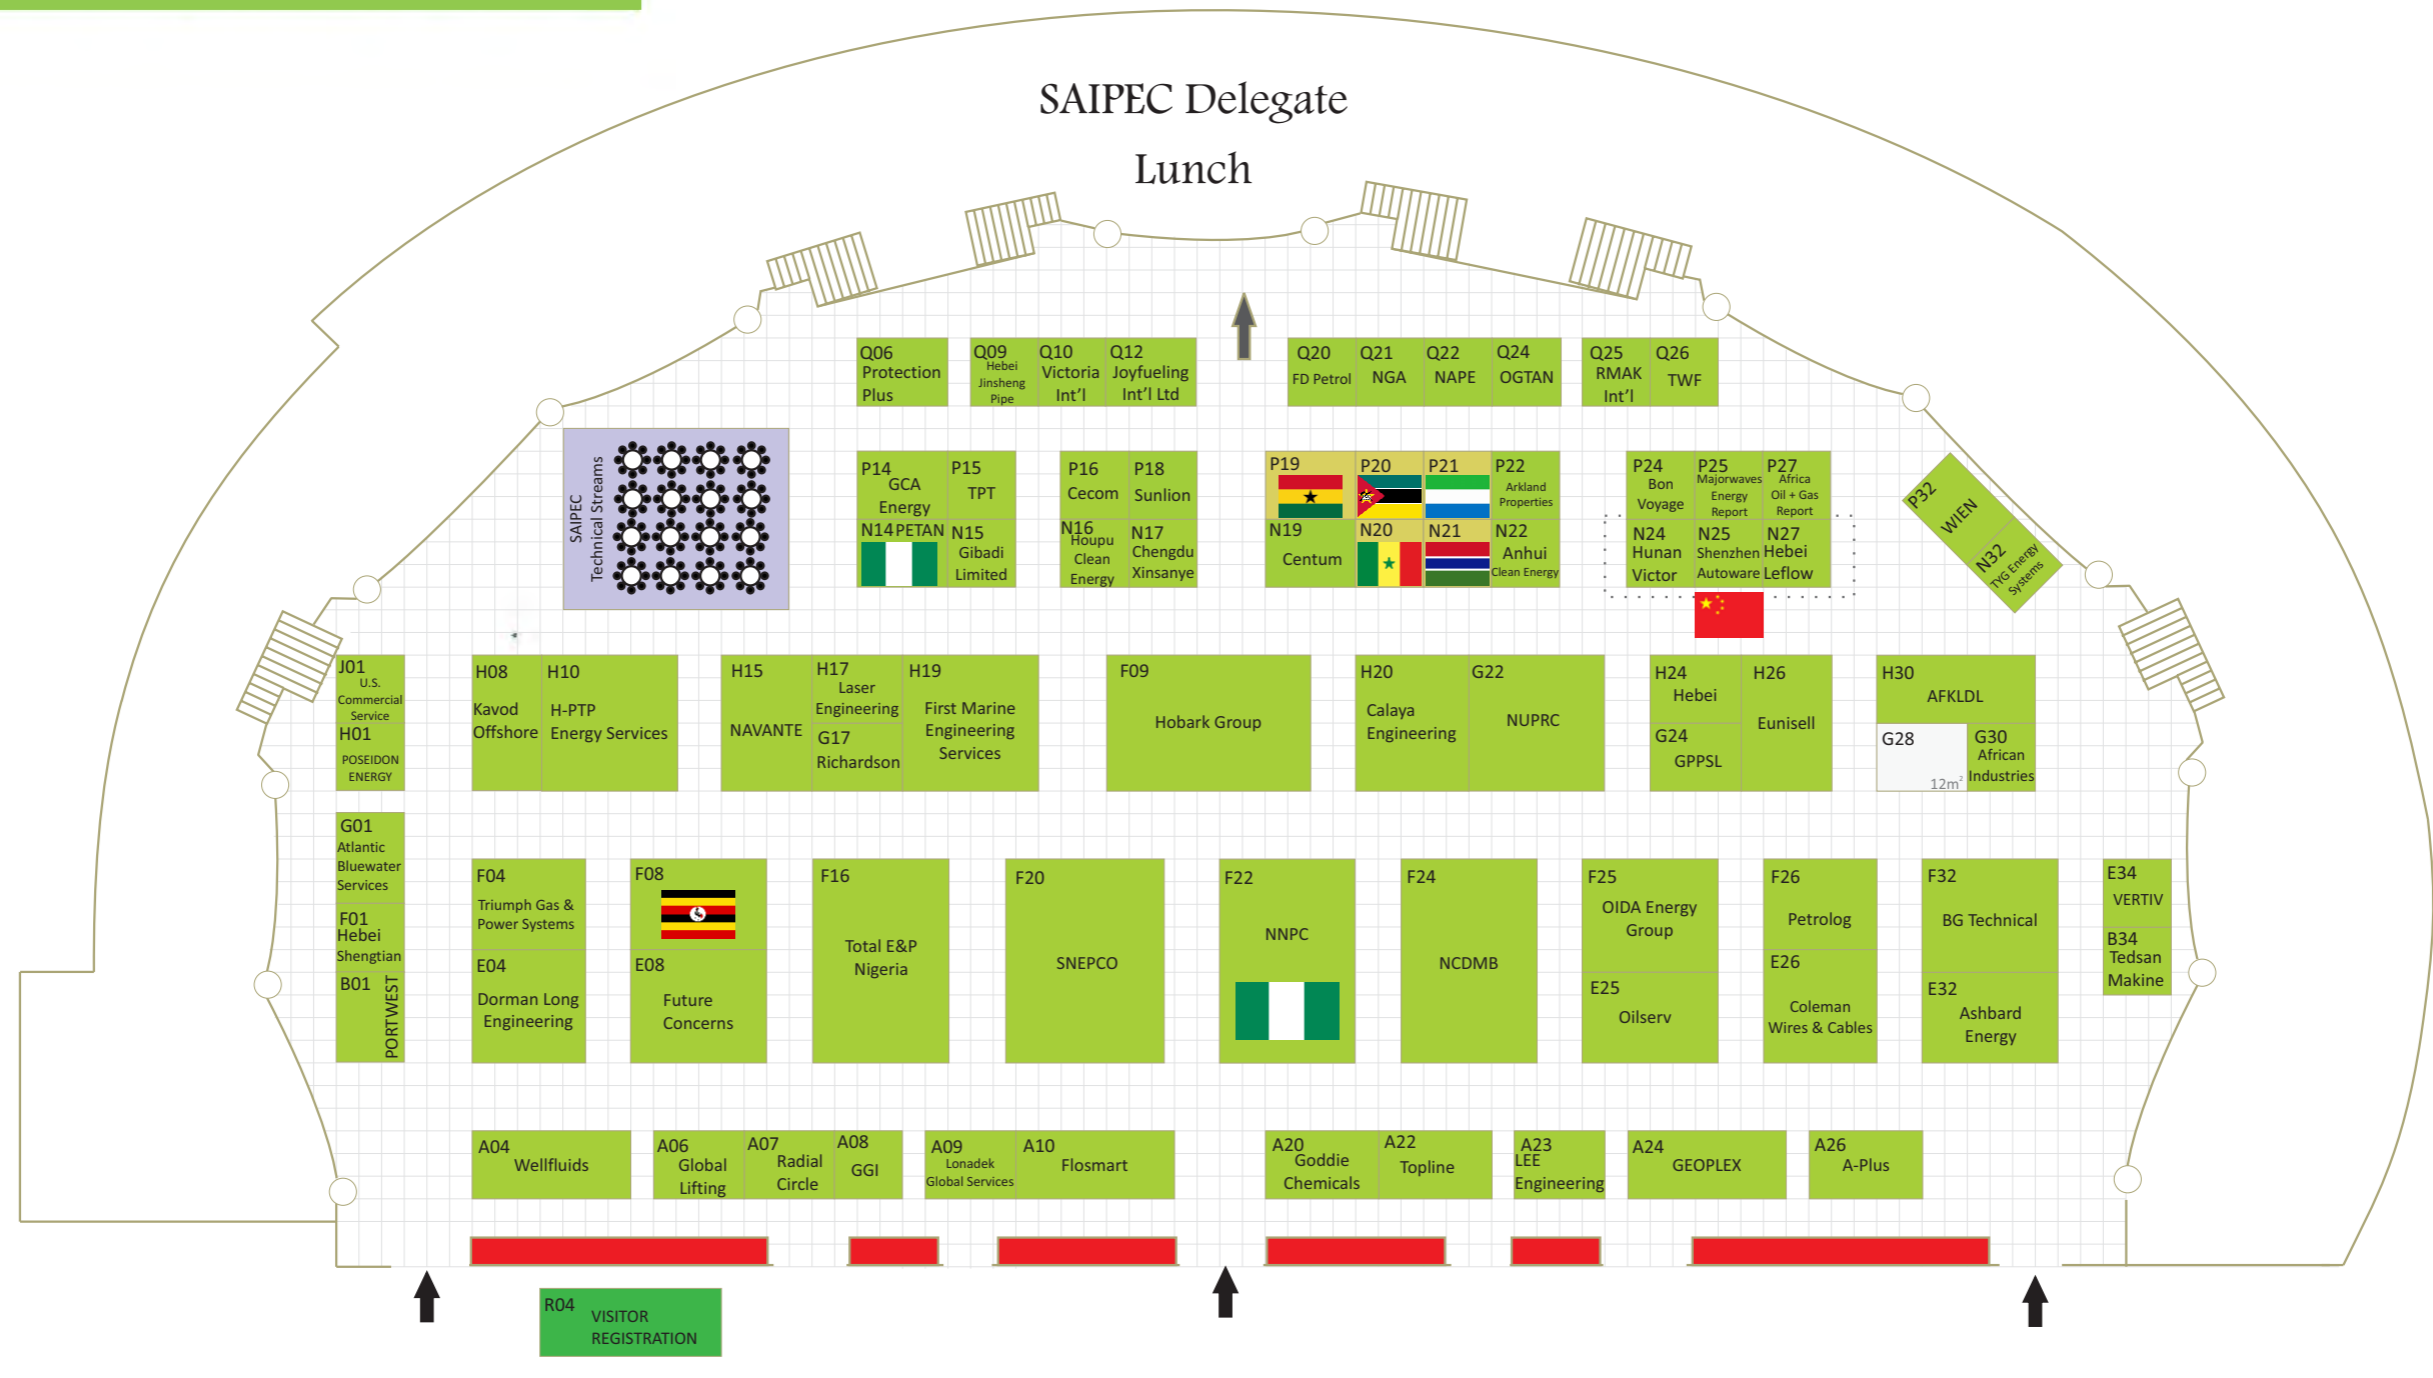 SAIPEC Delegate
Lunch
Q06
Protection
Plus
Q09
Hebei
Jinsheng
Pipe
Q10
Victoria
Int'l
Q12
Joyfueling
Int'l Ltd
Q20
FD Petrol
Q21
NGA
Q22
NAPE
Q24
OGTAN
Q25
RMAK
Int'l
Q26
TWF
SAIPEC
Technical Streams
P14
GCA
Energy
P15
TPT
N14 PETAN
N15
Gibadi
Limited
P16
Cecom
P18
Sunlion
N16
Houpu
Clean
Energy
N17
Chengdu
Xinsanye
P19
P20
P21
P22
Arkland
Properties
N19
Centum
N20
N21
N22
Anhui
Clean Energy
P24
Bon
Voyage
P25
Majorwaves
Energy
Report
P27
Africa
Oil + Gas
Report
N24
Hunan
Victor
N25
Shenzhen
Autoware
N27
Hebei
Leflow
P32
WIEN
N32
TYG Energy
Systems
J01
U.S.
Commercial
Service
H01
POSEIDON
ENERGY
H08
Kavod
Offshore
H10
H-PTP
Energy Services
H15
NAVANTE
H17
Laser
Engineering
G17
Richardson
H19
First Marine
Engineering
Services
F09
Hobark Group
H20
Calaya
Engineering
G22
NUPRC
H24
Hebei
G24
GPPSL
H26
Eunisell
H30
AFKLDL
G28
12m²
G30
African
Industries
G01
Atlantic
Bluewater
Services
F01
Hebei
Shengtian
B01
PORTWEST
F04
Triumph Gas &
Power Systems
E04
Dorman Long
Engineering
F08
E08
Future
Concerns
F16
Total E&P
Nigeria
F20
SNEPCO
F22
NNPC
F24
NCDMB
F25
OIDA Energy
Group
E25
Oilserv
F26
Petrolog
E26
Coleman
Wires & Cables
F32
BG Technical
E32
Ashbard
Energy
E34
VERTIV
B34
Tedsan
Makine
A04
Wellfluids
A06
Global
Lifting
A07
Radial
Circle
A08
GGI
A09
Lonadek
Global Services
A10
Flosmart
A20
Goddie
Chemicals
A22
Topline
A23
LEE
Engineering
A24
GEOPLEX
A26
A-Plus
R04
VISITOR
REGISTRATION